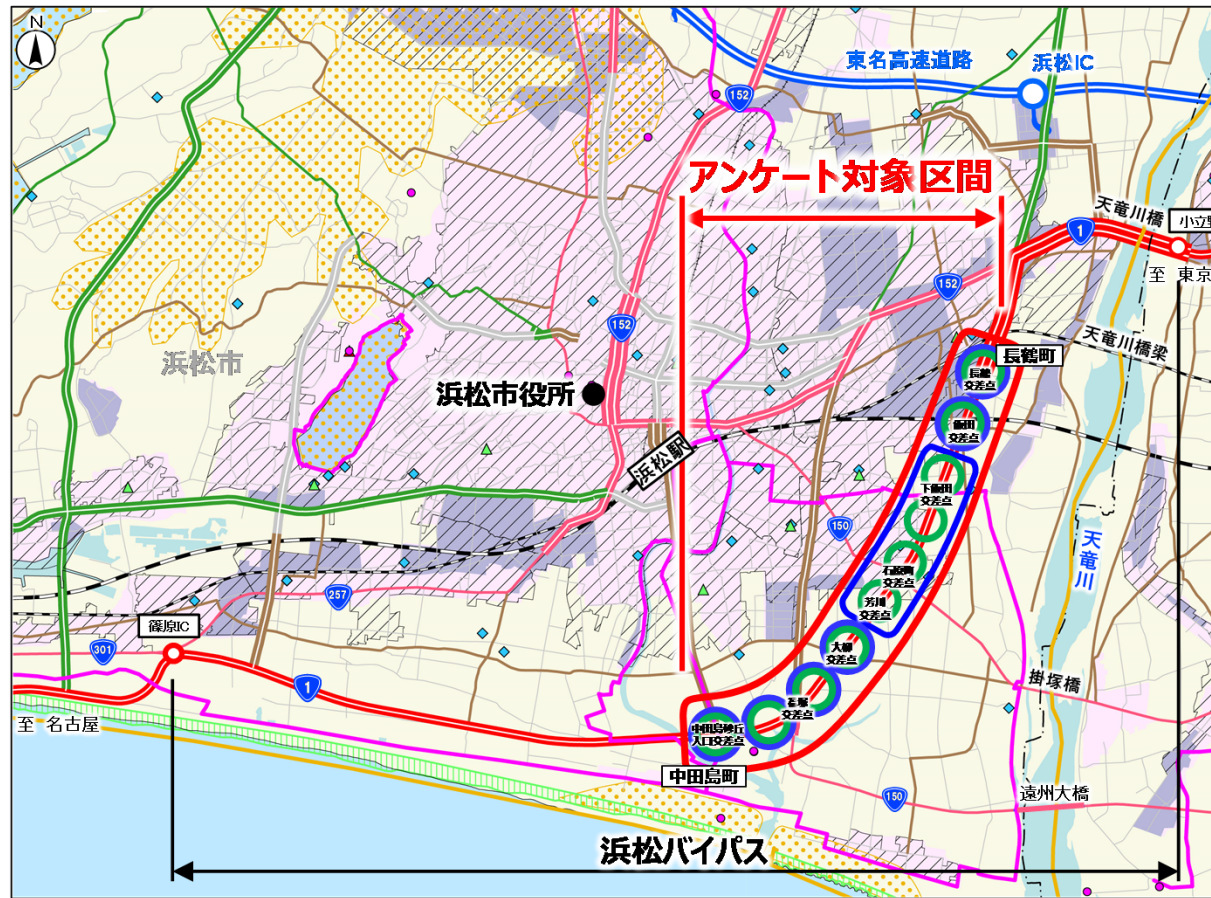 N
東名高速道路
浜松IC
152
アンケート対象区間
天竜川橋
小立野
1
至 東京
152
152
天竜川橋梁
浜松市
長鶴町
長鶴
交差点
浜松市役所
飯田
交差点
浜松駅
下飯田
交差点
150
天竜川
石原町
交差点
257
芳川
交差点
篠原IC
大柳
交差点
301
掛塚橋
1
交差点
至 名古屋
中田島砂丘
入口交差点
中田島町
150
遠州大橋
浜松バイパス